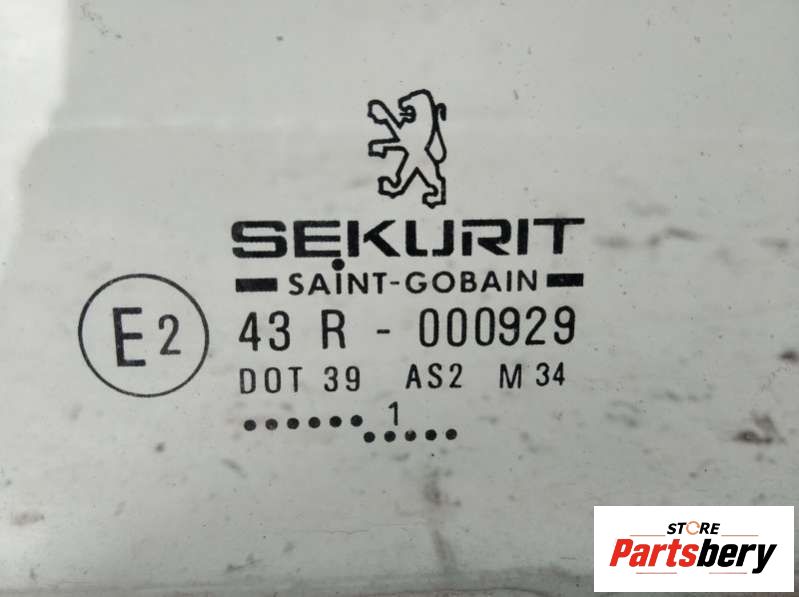 SEKURIT
SAINT-GOBAIN
E2
43 R - 000929
DOT 39 AS2 M 34
......1.....
STORE
Partsbery